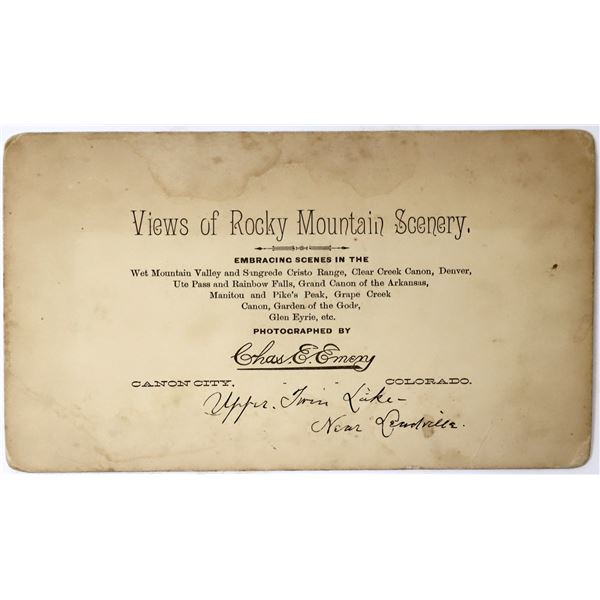 Views of Rocky Mountain Scenery.
EMBRACING SCENES IN THE
Wet Mountain Valley and Sungrede Cristo Range, Clear Creek Canon, Denver,
Ute Pass and Rainbow Falls, Grand Canon of the Arkansas,
Maniton and Pike's Peak, Grape Creek
Canon, Garden of the Gods,
Glen Eyrie, etc.
PHOTOGRAPHED BY
Chas. E. Emery
CANON CITY, COLORADO.
Upper "Twin" Lake -
Near Leadville.